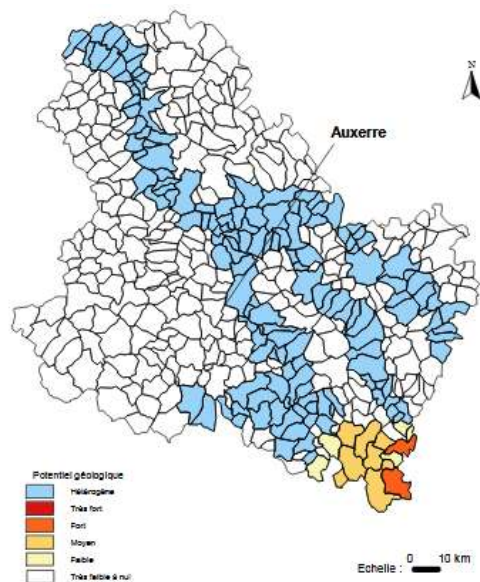 N
Auxerre
Potentiel géologique
Hétérogène
Très fort
Fort
Moyen
Faible
Très faible à nul
0 10 km
Echelle :